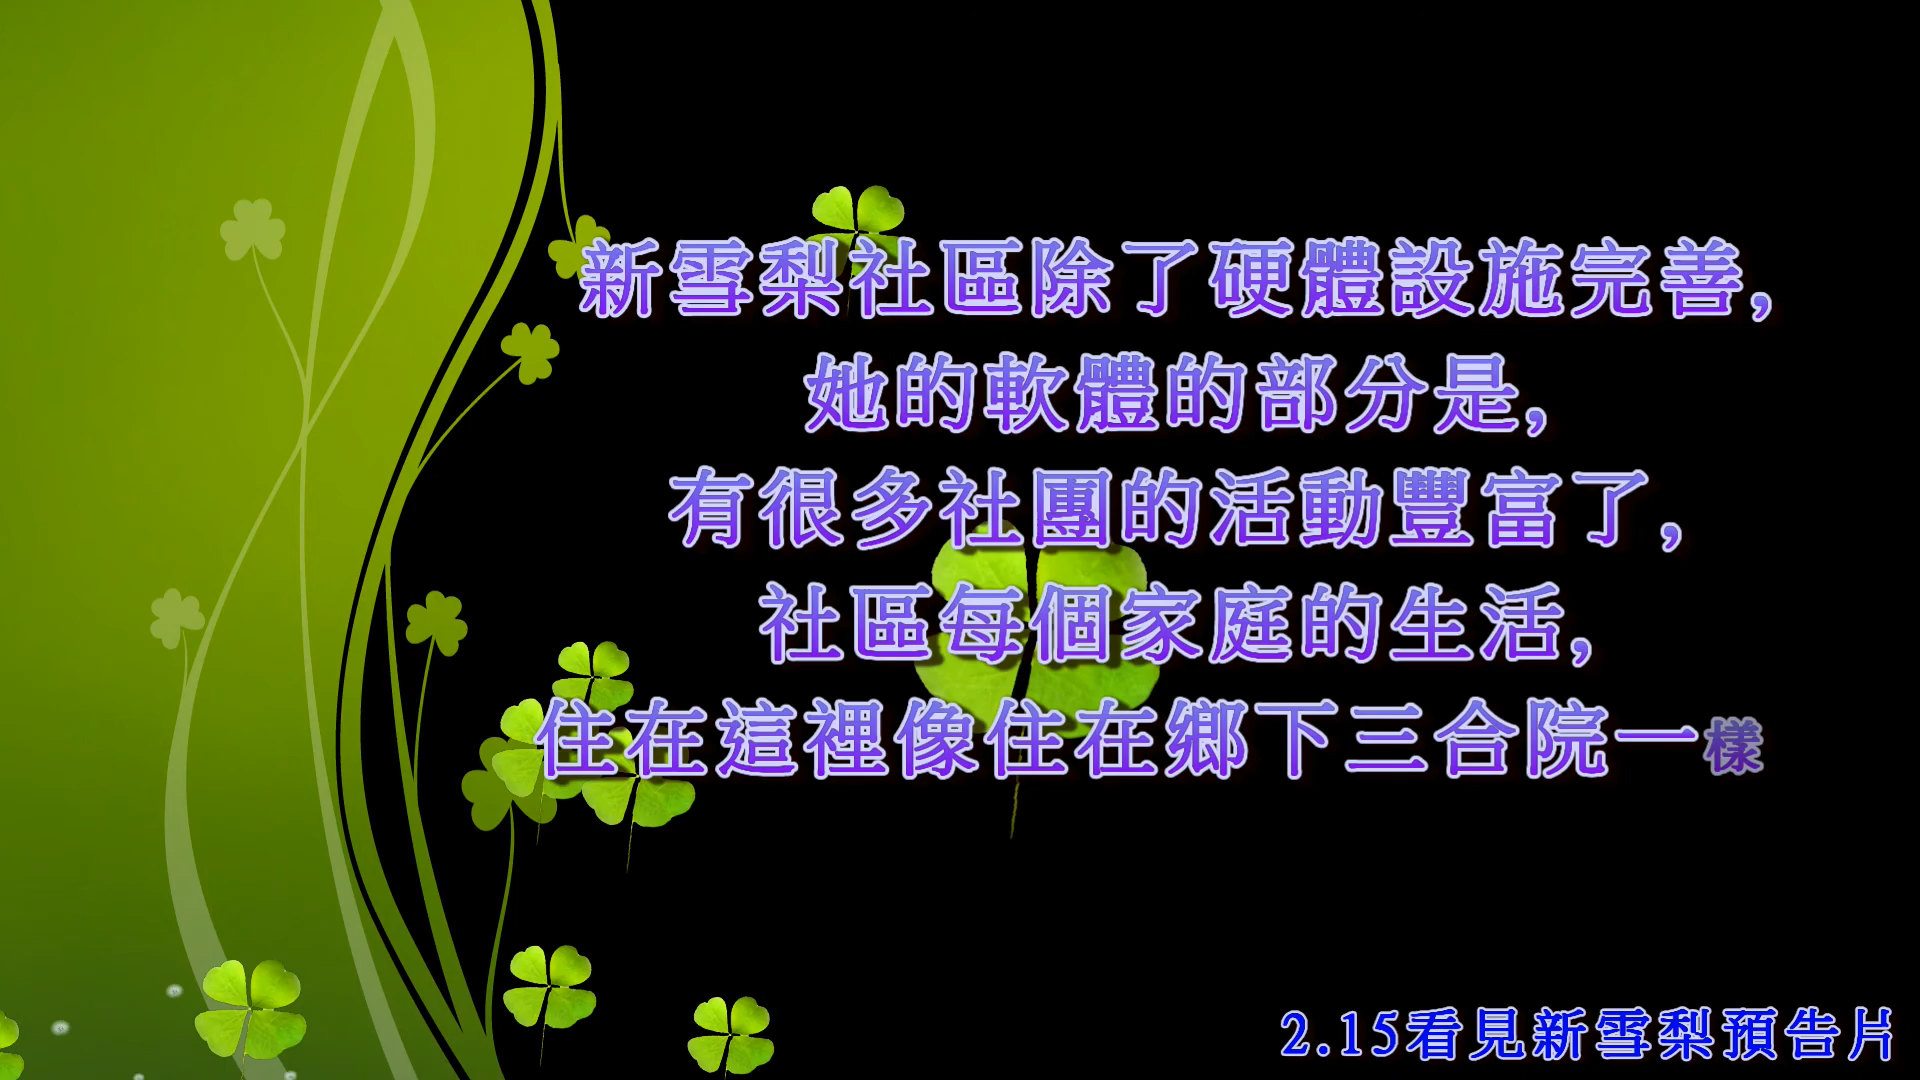 新雪梨社區除了硬體設施完善,
她的軟體的部分是,
有很多社團的活動豐富了,
社區每個家庭的生活,
住在這裡像住在鄉下三合院一樣
2.15看見新雪梨預告片